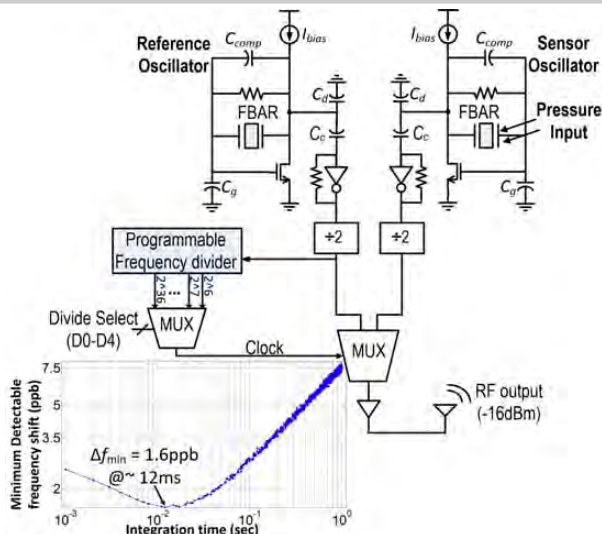 Reference
Oscillator
C_comp
I_bias
I_bias
C_comp
Sensor
Oscillator
FBAR
C_d
C_d
FBAR
Pressure
Input
C_c
C_c
C_g
C_g
÷2
÷2
Programmable
Frequency divider
2^36 ... 2^7 2^6
Divide Select
(D0-D4)
MUX
Clock
MUX
RF output
(-16dBm)
Minimum Detectable
frequency shift (ppb)
7.5
5
3.5
2
Δf_min = 1.6ppb
@~ 12ms
10^-3
10^-2
10^-1
10^0
Integration time (sec)